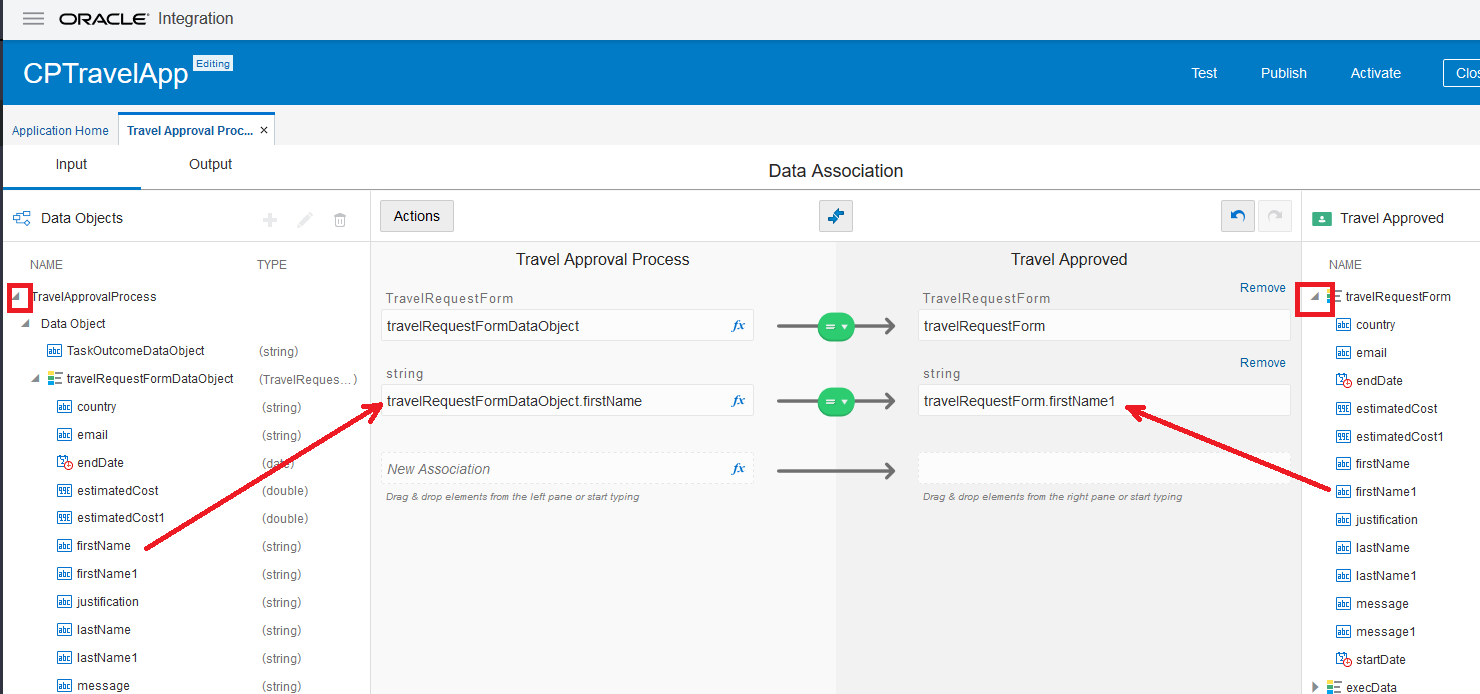 ORACLE Integration
CPTravelApp Editing
Test Publish Activate Clos
Application Home Travel Approval Proc... ×
Input Output
Data Association
Data Objects
Actions
Travel Approved
NAME TYPE
TravelApprovalProcess
Data Object
TaskOutcomeDataObject (string)
travelRequestFormDataObject (TravelReques...)
country (string)
email (string)
endDate (date)
estimatedCost (double)
estimatedCost1 (double)
firstName (string)
firstName1 (string)
justification (string)
lastName (string)
lastName1 (string)
message (string)
Travel Approval Process Travel Approved
Remove
TravelRequestForm TravelRequestForm
travelRequestFormDataObject fx = travelRequestForm
Remove
string string
travelRequestFormDataObject.firstName fx = travelRequestForm.firstName1
New Association fx
Drag & drop elements from the left pane or start typing Drag & drop elements from the right pane or start typing
NAME
travelRequestForm
country
email
endDate
estimatedCost
estimatedCost1
firstName
firstName1
justification
lastName
lastName1
message
message1
startDate
execData